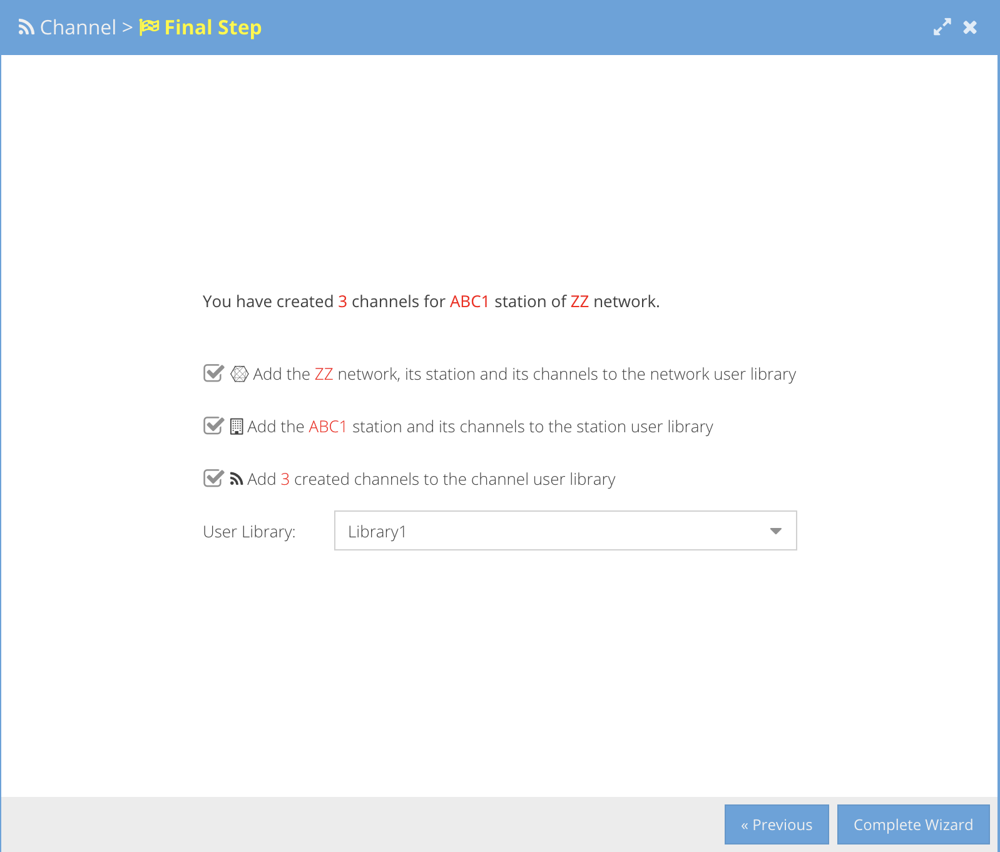 Channel > Final Step
You have created 3 channels for ABC1 station of ZZ network.
Add the ZZ network, its station and its channels to the network user library
Add the ABC1 station and its channels to the station user library
Add 3 created channels to the channel user library
User Library: Library1
« Previous Complete Wizard